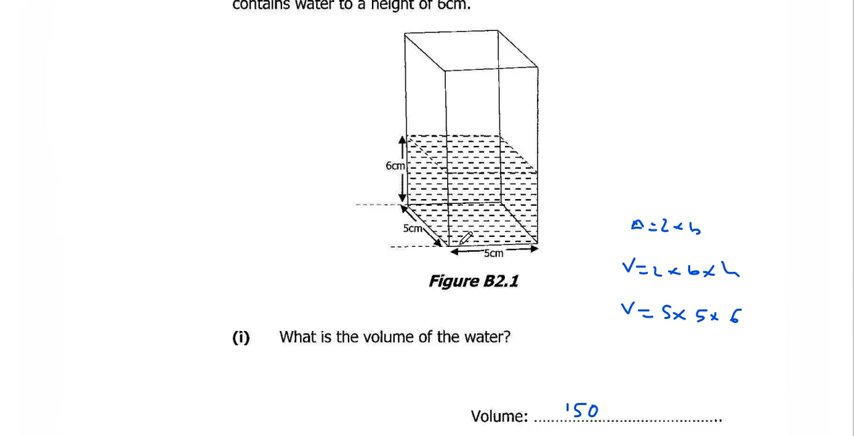 contains water to a height of 6cm.
6cm
5cm
5cm
A = l × b
V = l × b × h
V = 5 × 5 × 6
Figure B2.1
(i) What is the volume of the water?
Volume: 150